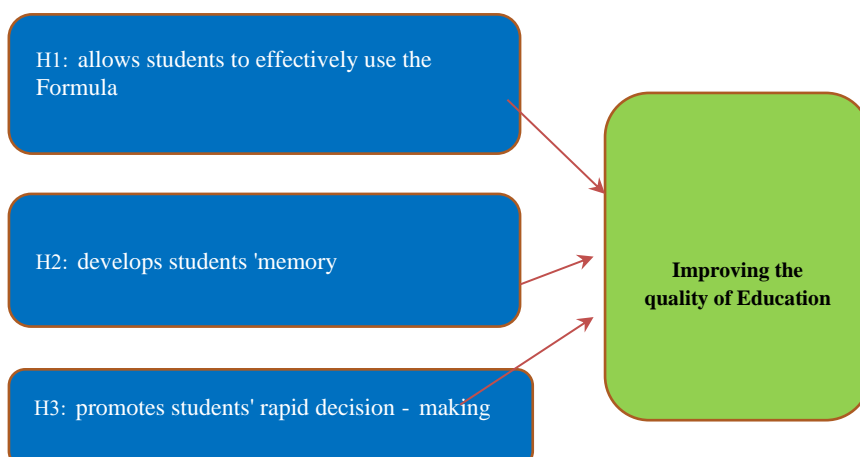 H1: allows students to effectively use the
Formula
H2: develops students 'memory
H3: promotes students' rapid decision - making
Improving the
quality of Education